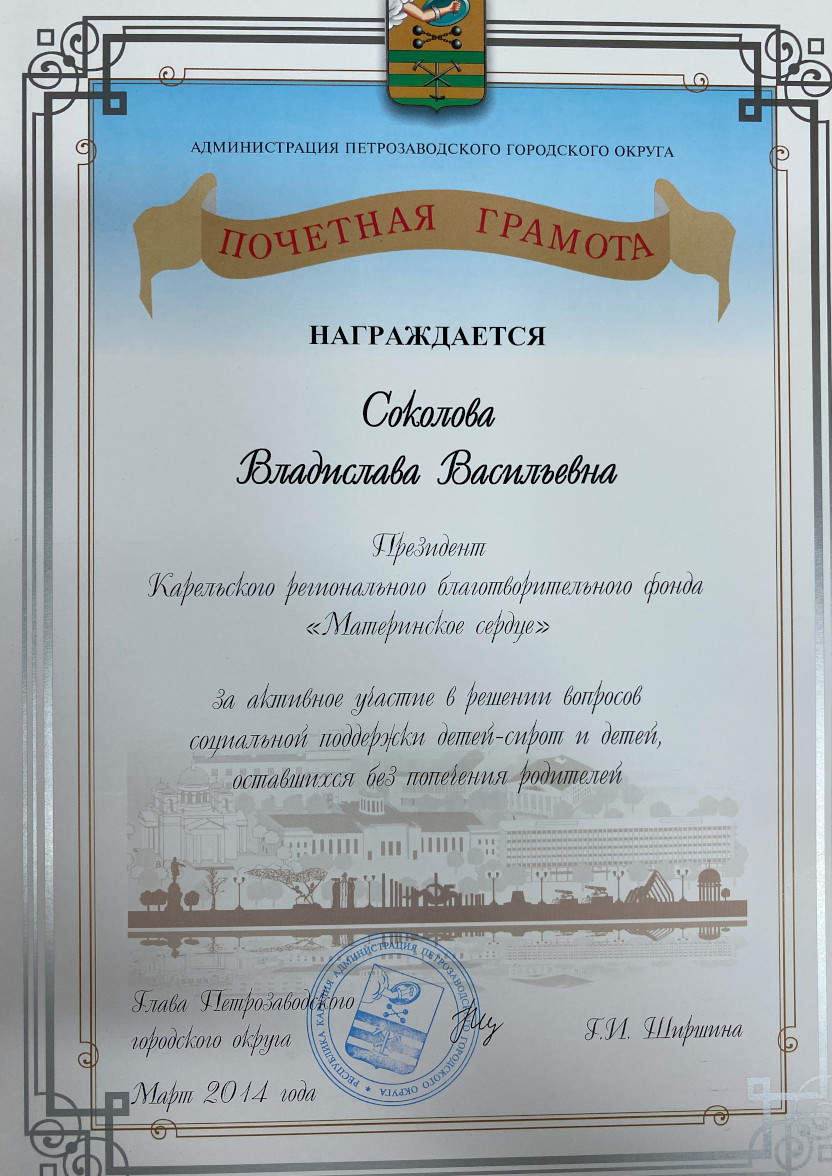 АДМИНИСТРАЦИЯ ПЕТРОЗАВОДСКОГО ГОРОДСКОГО ОКРУГА
ПОЧЕТНАЯ ГРАМОТА
НАГРАЖДАЕТСЯ
Соколова
Владислава Васильевна
Президент
Карельского регионального благотворительного фонда
«Материнское сердце»
за активное участие в решении вопросов
социальной поддержки детей-сирот и детей,
оставшихся без попечения родителей
РЕСПУБЛИКА КАРЕЛИЯ АДМИНИСТРАЦИЯ ПЕТРОЗАВОДСКОГО ГОРОДСКОГО ОКРУГА
Глава Петрозаводского
городского округа
Г.И. Ширшина
Март 2014 года